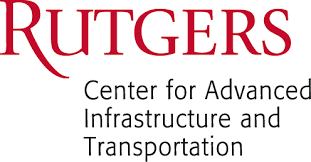 RUTGERS
Center for Advanced
Infrastructure and
Transportation